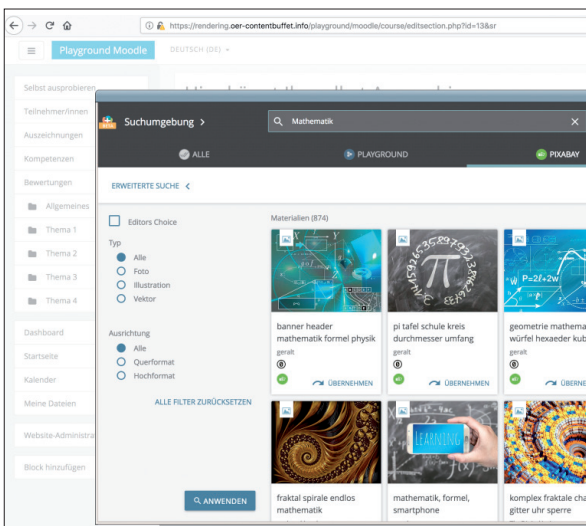 https://rendering.oer-contentbuffet.info/playground/moodle/course/editsection.php?id=13&sr
Playground Moodle
DEUTSCH (DE)
Selbst ausprobieren
Teilnehmer/innen
Auszeichnungen
Kompetenzen
Bewertungen
Allgemeines
Thema 1
Thema 2
Thema 3
Thema 4
Dashboard
Startseite
Kalender
Meine Dateien
Website-Administra
Block hinzufügen
Suchumgebung >
Mathematik
ALLE
PLAYGROUND
PIXABAY
ERWEITERTE SUCHE
Editors Choice
Typ
Alle
Foto
Illustration
Vektor
Ausrichtung
Alle
Querformat
Hochformat
ALLE FILTER ZURÜCKSETZEN
ANWENDEN
Materialien (874)
banner header
mathematik formel physik
geralt
ÜBERNEHMEN
π
pi tafel schule kreis
durchmesser umfang
geralt
ÜBERNEHMEN
P=2ℓ+2w
geometrie mathema
würfel hexaeder kub
geralt
ÜBERNE
fraktal spirale endlos
mathematik
LEARNING
mathematik, formel,
smartphone
komplex fraktale cha
gitter uhr sperre